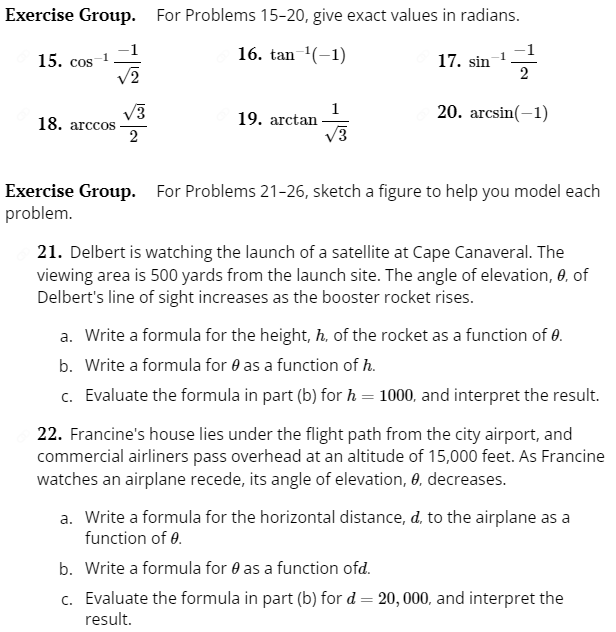 Exercise Group. For Problems 15–20, give exact values in radians.
15. cos⁻¹ −1/√2 16. tan⁻¹(−1) 17. sin⁻¹ −1/2
18. arccos √3/2 19. arctan 1/√3 20. arcsin(−1)
Exercise Group. For Problems 21–26, sketch a figure to help you model each
problem.
21. Delbert is watching the launch of a satellite at Cape Canaveral. The
viewing area is 500 yards from the launch site. The angle of elevation, θ, of
Delbert's line of sight increases as the booster rocket rises.
a. Write a formula for the height, h, of the rocket as a function of θ.
b. Write a formula for θ as a function of h.
c. Evaluate the formula in part (b) for h = 1000, and interpret the result.
22. Francine's house lies under the flight path from the city airport, and
commercial airliners pass overhead at an altitude of 15,000 feet. As Francine
watches an airplane recede, its angle of elevation, θ, decreases.
a. Write a formula for the horizontal distance, d, to the airplane as a
function of θ.
b. Write a formula for θ as a function ofd.
c. Evaluate the formula in part (b) for d = 20, 000, and interpret the
result.